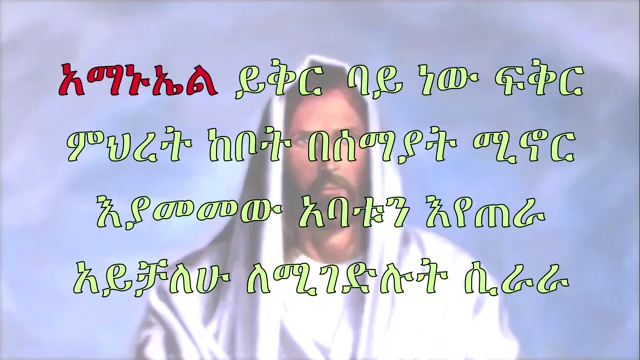 አማኑኤል ይቅር ባይ ነው ፍቅር
ምህረት ከቦት በሰማያት ሚኖር
እያመመው አባቱን እየጠራ
አይቻለሁ ለሚገድሉት ሲራራ